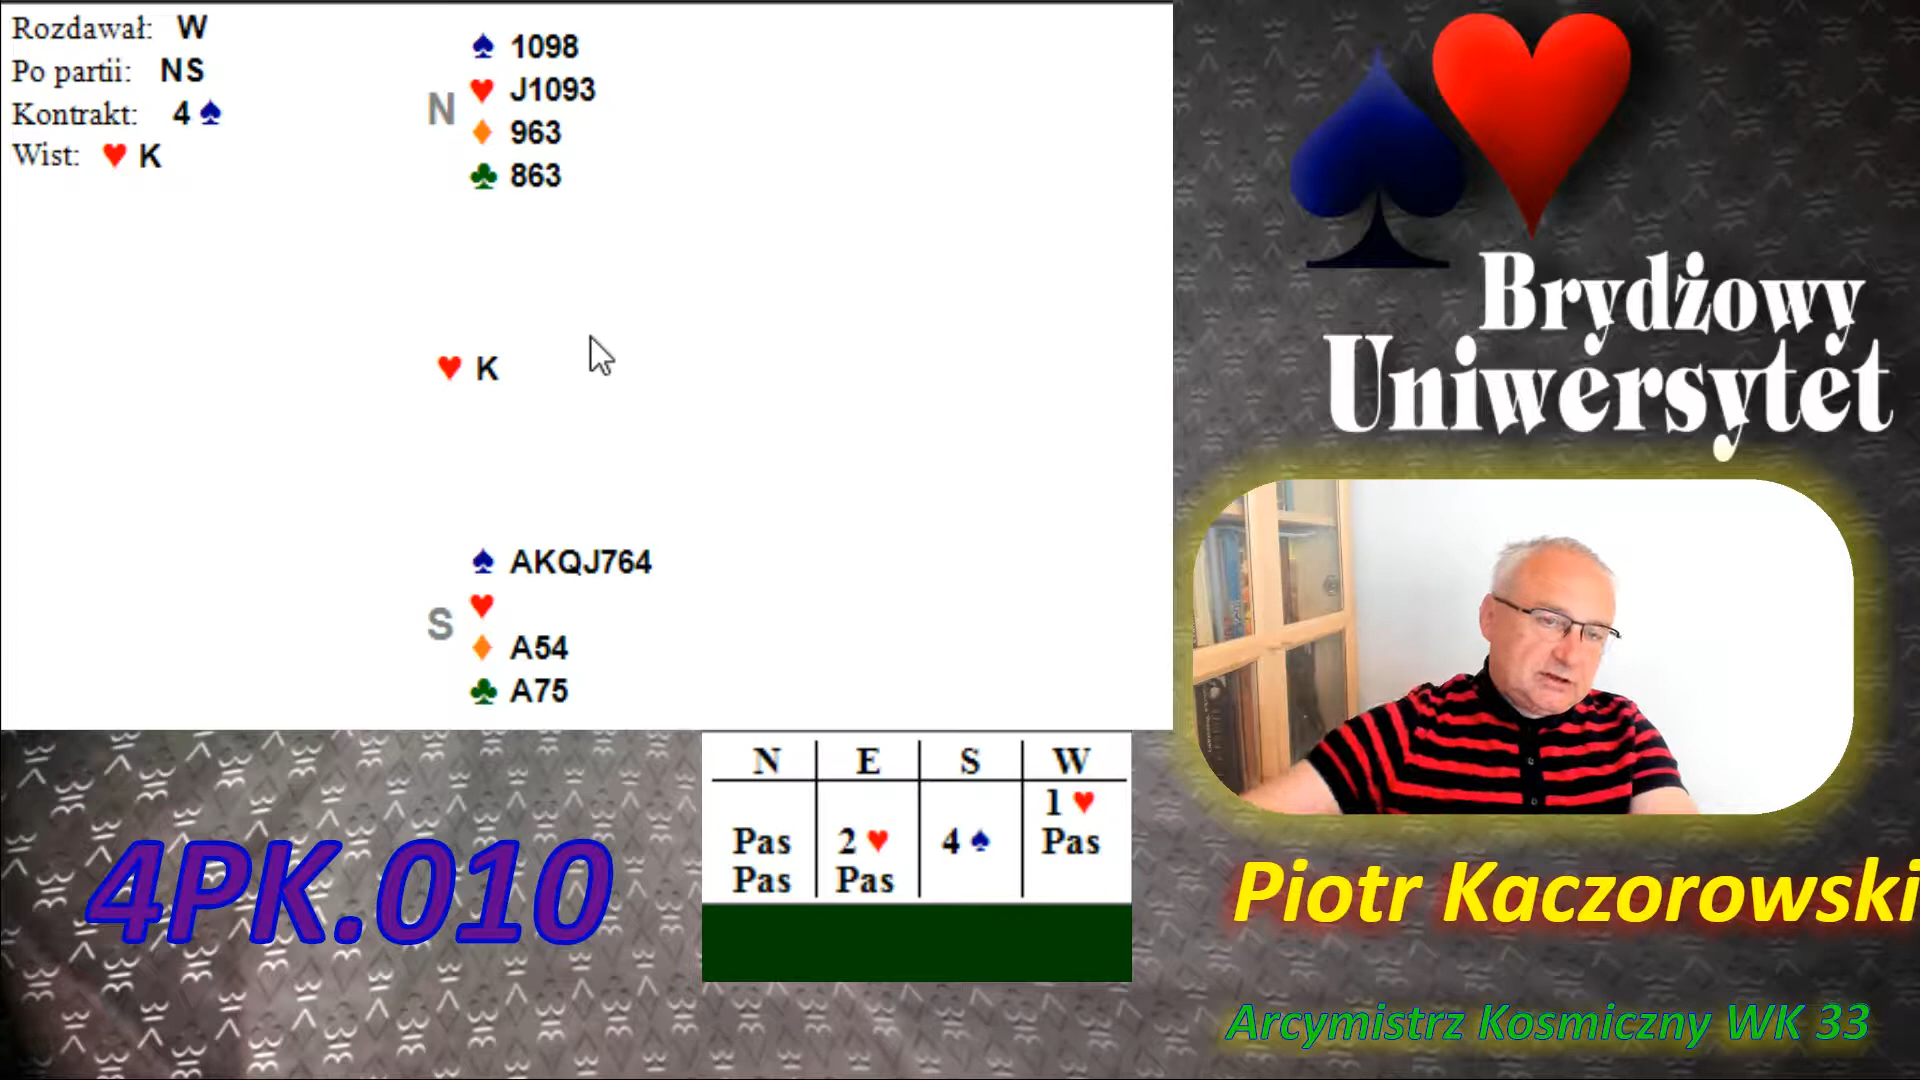 Rozdawał: W
Po partii: NS
Kontrakt: 4 ♠
Wist: ♥ K
N
♠ 1098
♥ J1093
♦ 963
♣ 863
♥ K
S
♠ AKQJ764
♥
♦ A54
♣ A75
N E S W
1 ♥
Pas 2 ♥ 4 ♠ Pas
Pas Pas
4PK.010
Brydżowy
Uniwersytet
Piotr Kaczorowski
Arcymistrz Kosmiczny WK 33